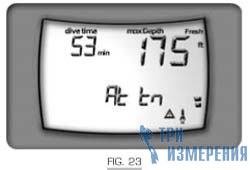 dive time max Depth Fresh
53 min 175 ft
At tn
ТРИ
ИЗМЕРЕНИЯ
FIG. 23